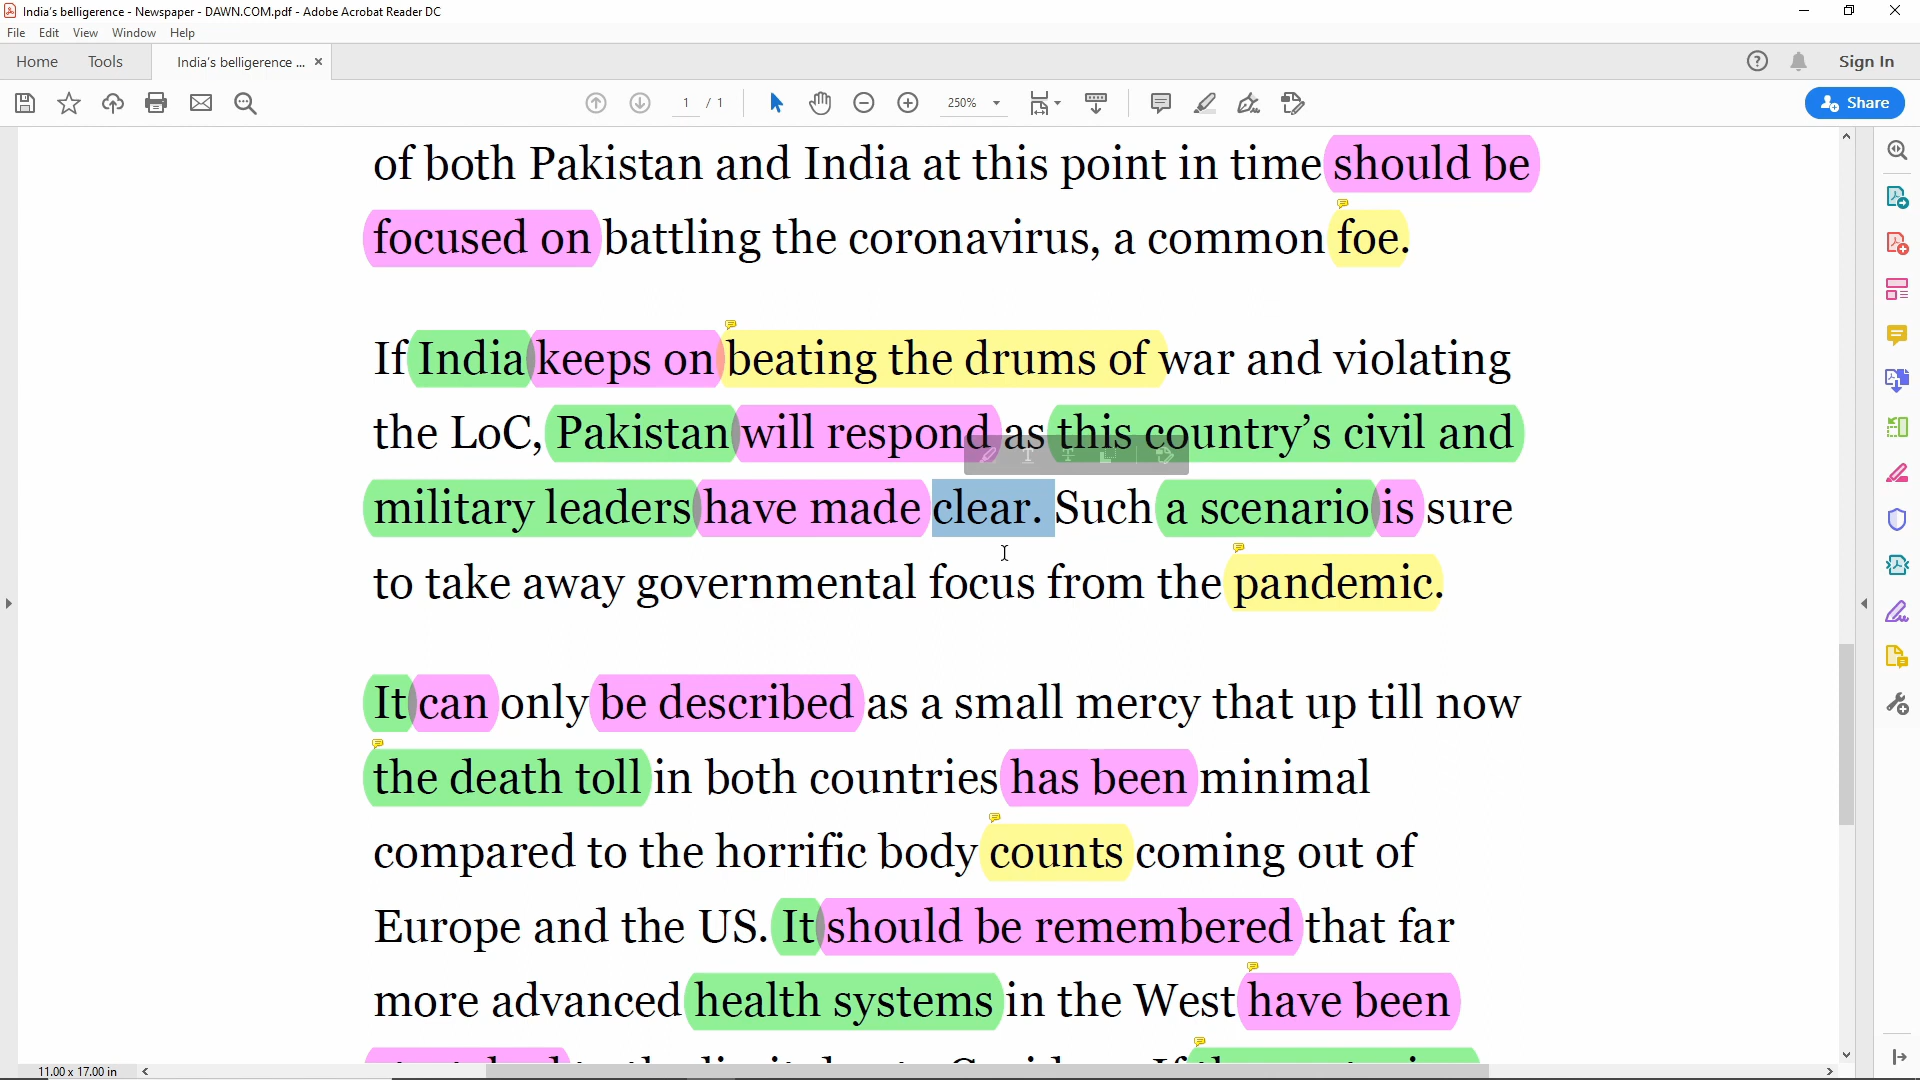 India's belligerence - Newspaper - DAWN.COM.pdf - Adobe Acrobat Reader DC
File Edit View Window Help
Home Tools India's belligerence ... × Sign In
1 / 1 250% Share
of both Pakistan and India at this point in time should be
focused on battling the coronavirus, a common foe.
If India keeps on beating the drums of war and violating
the LoC, Pakistan will respond as this country's civil and
military leaders have made clear. Such a scenario is sure
to take away governmental focus from the pandemic.
It can only be described as a small mercy that up till now
the death toll in both countries has been minimal
compared to the horrific body counts coming out of
Europe and the US. It should be remembered that far
more advanced health systems in the West have been
11.00 x 17.00 in